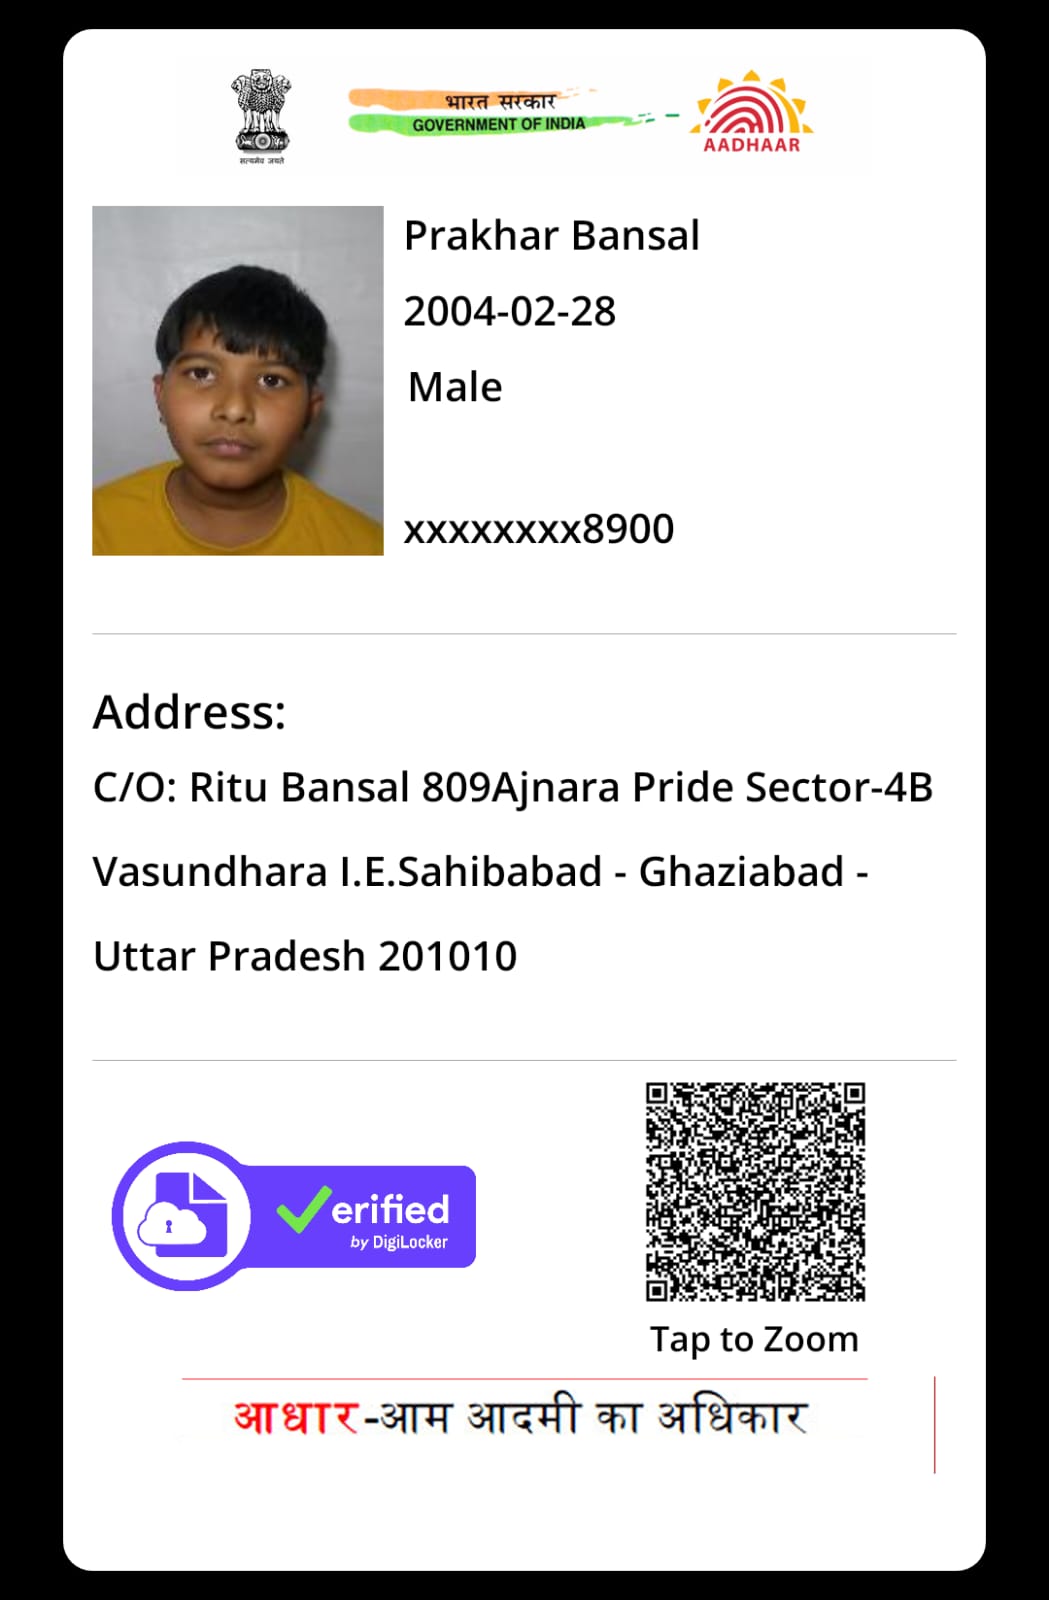 सत्यमेव जयते
भारत सरकार
GOVERNMENT OF INDIA
AADHAAR
Prakhar Bansal
2004-02-28
Male
xxxxxxxx8900
Address:
C/O: Ritu Bansal 809Ajnara Pride Sector-4B
Vasundhara I.E.Sahibabad - Ghaziabad -
Uttar Pradesh 201010
Verified
by DigiLocker
Tap to Zoom
आधार-आम आदमी का अधिकार